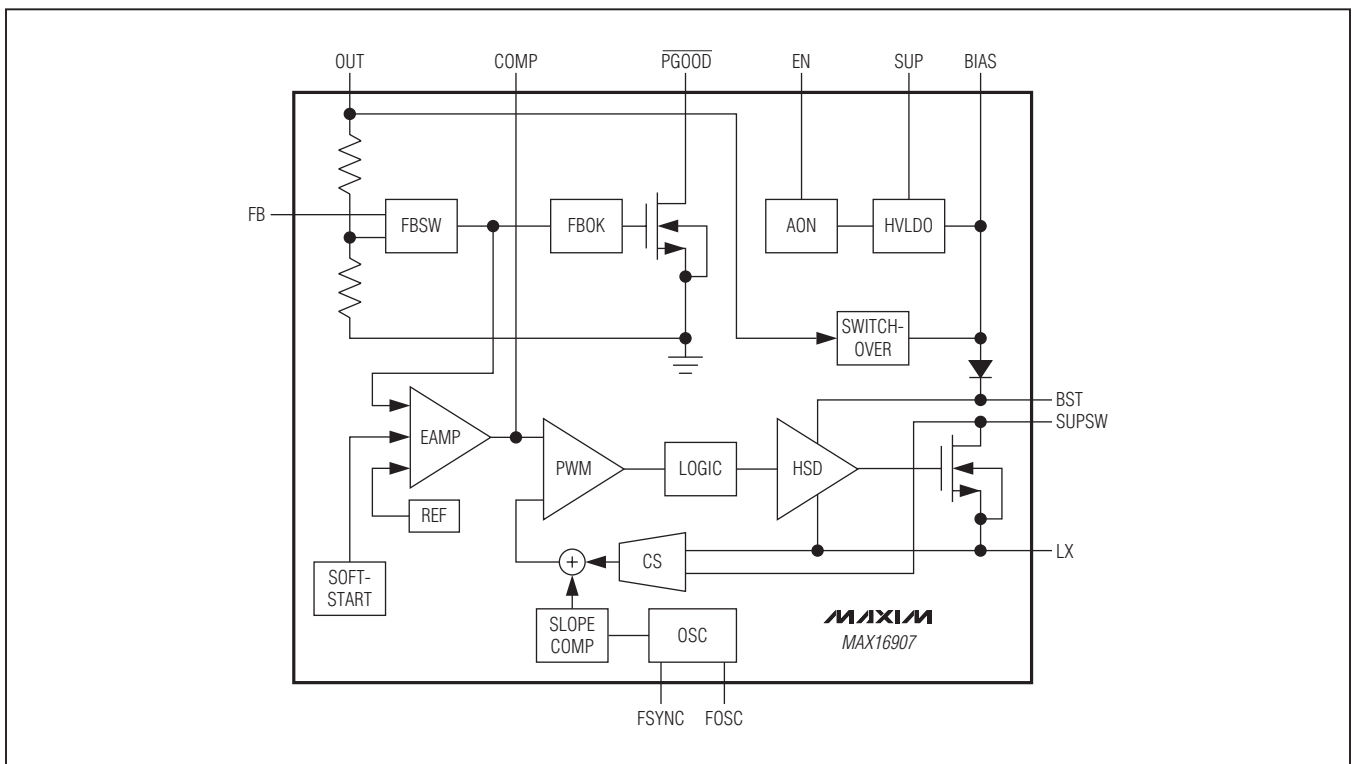 OUT
COMP
PGOOD
EN
SUP
BIAS
FB
FBSW
FBOK
AON
HVLDO
SWITCH-
OVER
BST
SUPSW
EAMP
PWM
LOGIC
HSD
REF
LX
CS
+
SOFT-
START
SLOPE
COMP
OSC
MAXIM
MAX16907
FSYNC
FOSC